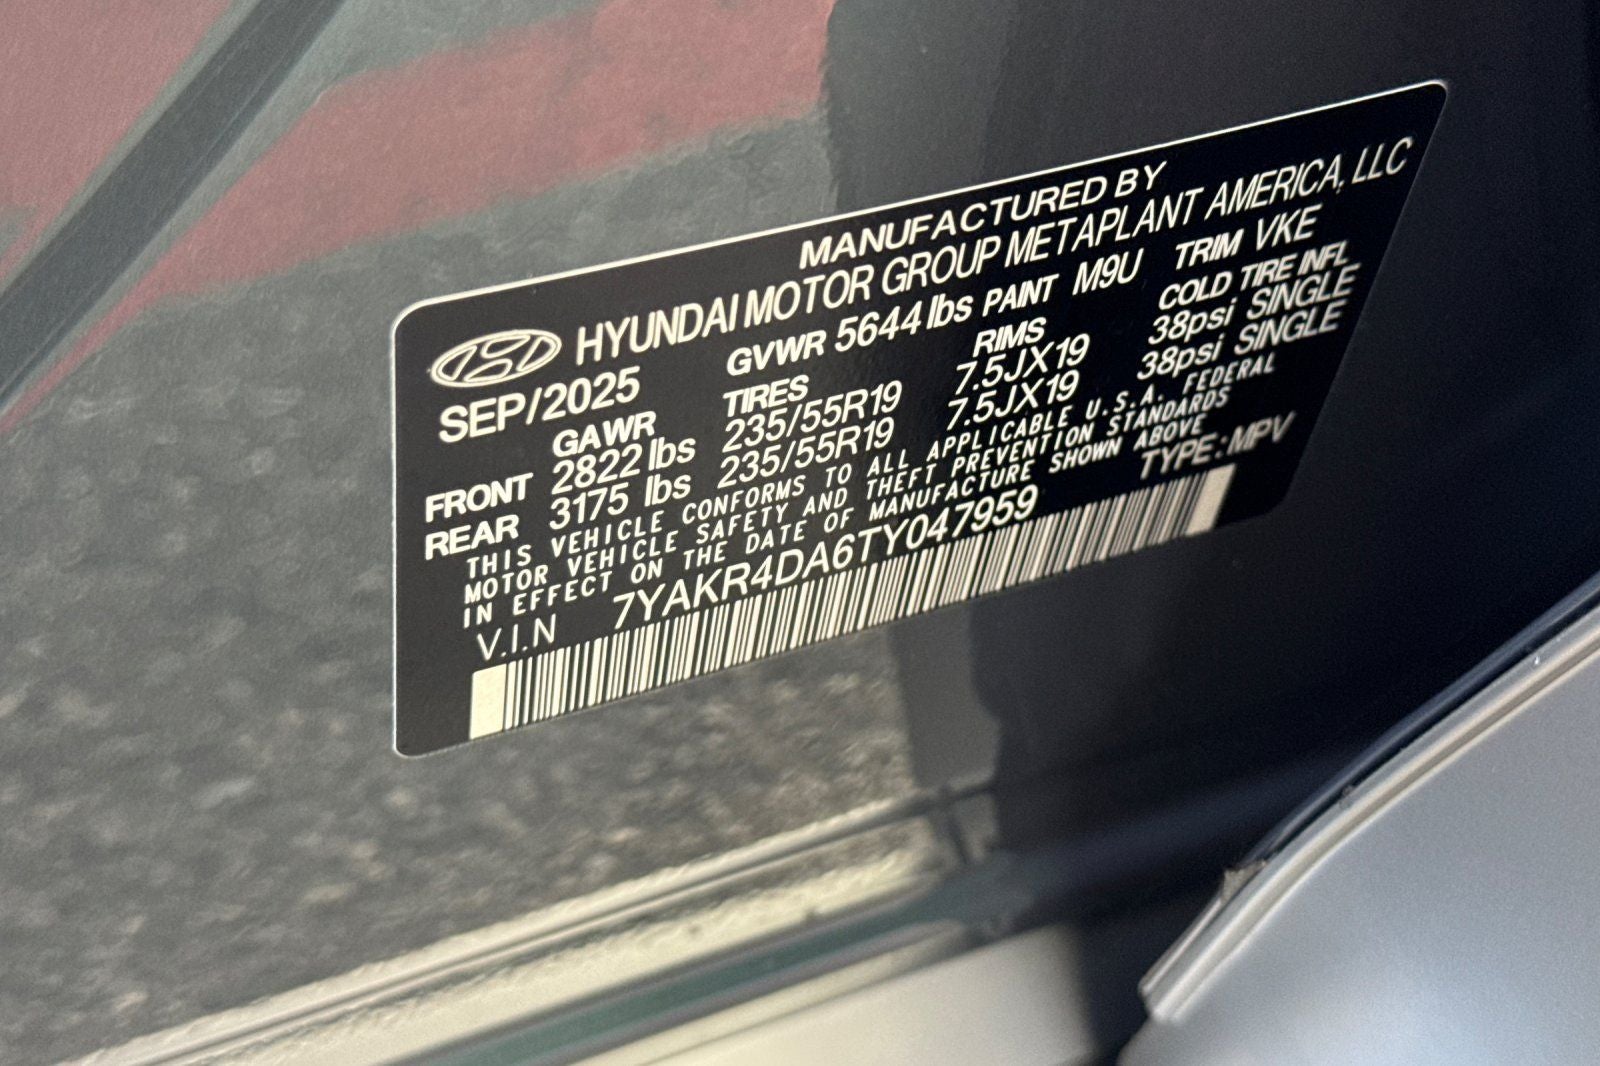 MANUFACTURED BY
HYUNDAI MOTOR GROUP METAPLANT AMERICA, LLC
SEP/2025 GVWR 5644 lbs PAINT M9U TRIM VKE
GAWR TIRES RIMS COLD TIRE INFL
FRONT 2822 lbs 235/55R19 7.5JX19 38psi SINGLE
REAR 3175 lbs 235/55R19 7.5JX19 38psi SINGLE
THIS VEHICLE CONFORMS TO ALL APPLICABLE U.S.A. FEDERAL
MOTOR VEHICLE SAFETY AND THEFT PREVENTION STANDARDS
IN EFFECT ON THE DATE OF MANUFACTURE SHOWN ABOVE
V.I.N 7YAKR4DA6TY047959 TYPE:MPV